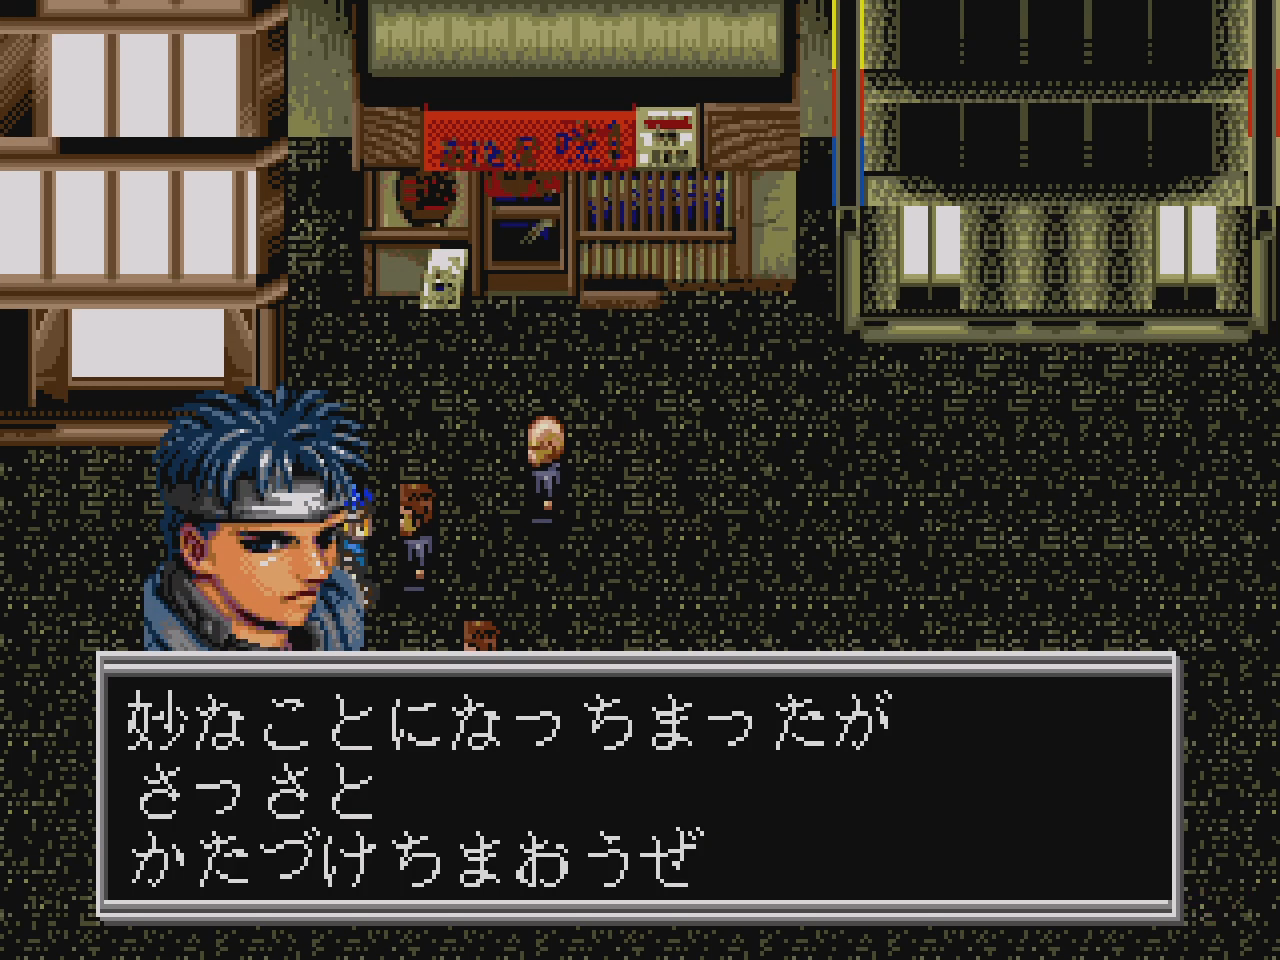 妙なことになっちまったが
さっさと
かたづけちまおうぜ